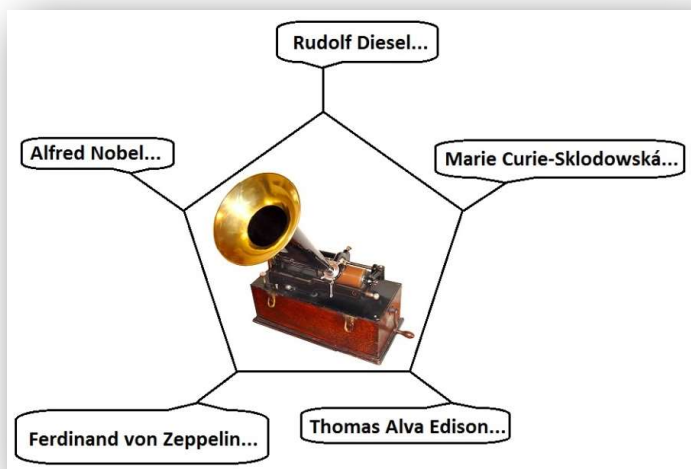 Rudolf Diesel...
Alfred Nobel...
Marie Curie-Sklodowská...
Ferdinand von Zeppelin...
Thomas Alva Edison...